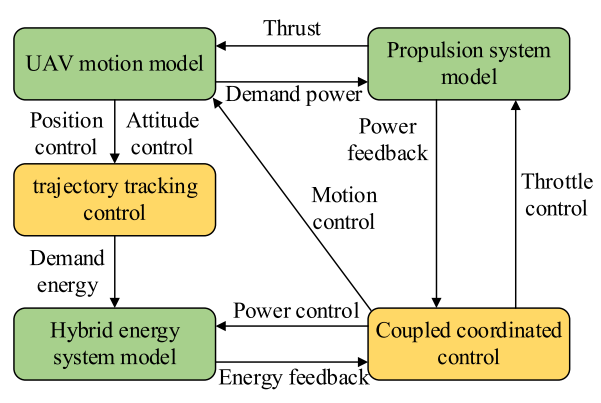 Thrust
UAV motion model
Propulsion system
model
Demand power
Position
control
Attitude
control
Power
feedback
trajectory tracking
control
Motion
control
Throttle
control
Demand
energy
Power control
Hybrid energy
system model
Coupled coordinated
control
Energy feedback